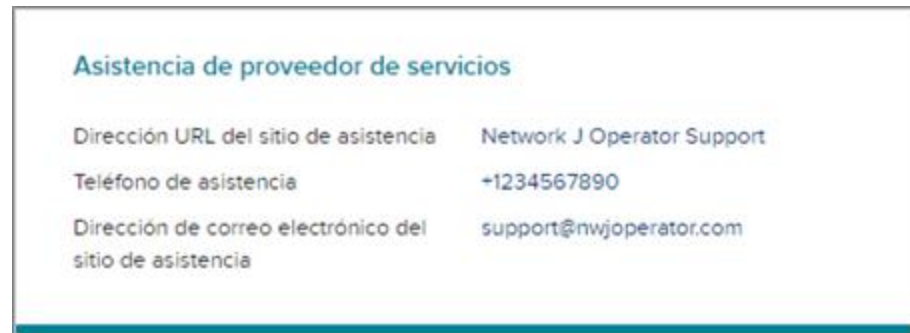 Asistencia de proveedor de servicios
Dirección URL del sitio de asistencia Network J Operator Support
Teléfono de asistencia +1234567890
Dirección de correo electrónico del support@nwjoperator.com
sitio de asistencia